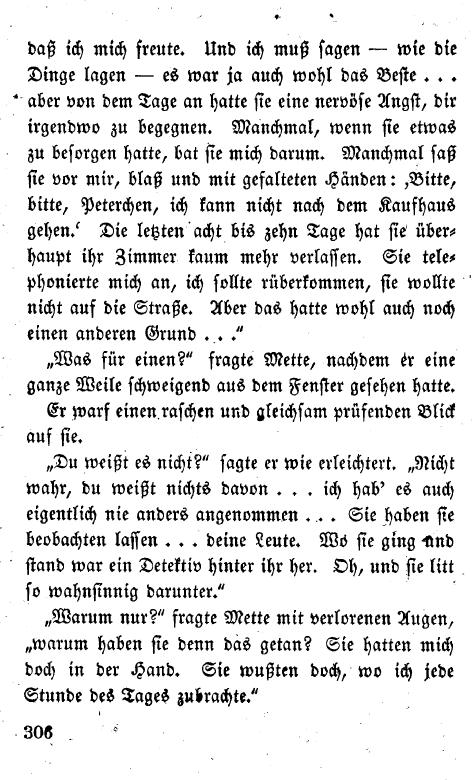 daß ich mich freute. Und ich muß sagen — wie die
Dinge lagen — es war ja auch wohl das Beste . . .
aber von dem Tage an hatte sie eine nervöse Angst, dir
irgendwo zu begegnen. Manchmal, wenn sie etwas
zu besorgen hatte, bat sie mich darum. Manchmal saß
sie vor mir, blaß und mit gefalteten Händen: ‚Bitte,
bitte, Peterchen, ich kann nicht nach dem Kaufhaus
gehen.‘ Die letzten acht bis zehn Tage hat sie über-
haupt ihr Zimmer kaum mehr verlassen. Sie tele-
phonierte mich an, ich sollte rüberkommen, sie wollte
nicht auf die Straße. Aber das hatte wohl auch noch
einen anderen Grund . . .“
„Was für einen?“ fragte Mette, nachdem er eine
ganze Weile schweigend aus dem Fenster gesehen hatte.
Er warf einen raschen und gleichsam prüfenden Blick
auf sie.
„Du weißt es nicht?“ sagte er wie erleichtert. „Nicht
wahr, du weißt nichts davon . . . ich hab’ es auch
eigentlich nie anders angenommen . . . Sie haben sie
beobachten lassen . . . deine Leute. Wo sie ging und
stand war ein Detektiv hinter ihr her. Oh, und sie litt
so wahnsinnig darunter.“
„Warum nur?“ fragte Mette mit verlorenen Augen,
„warum haben sie denn das getan? Sie hatten mich
doch in der Hand. Sie wußten doch, wo ich jede
Stunde des Tages zubrachte.“
306